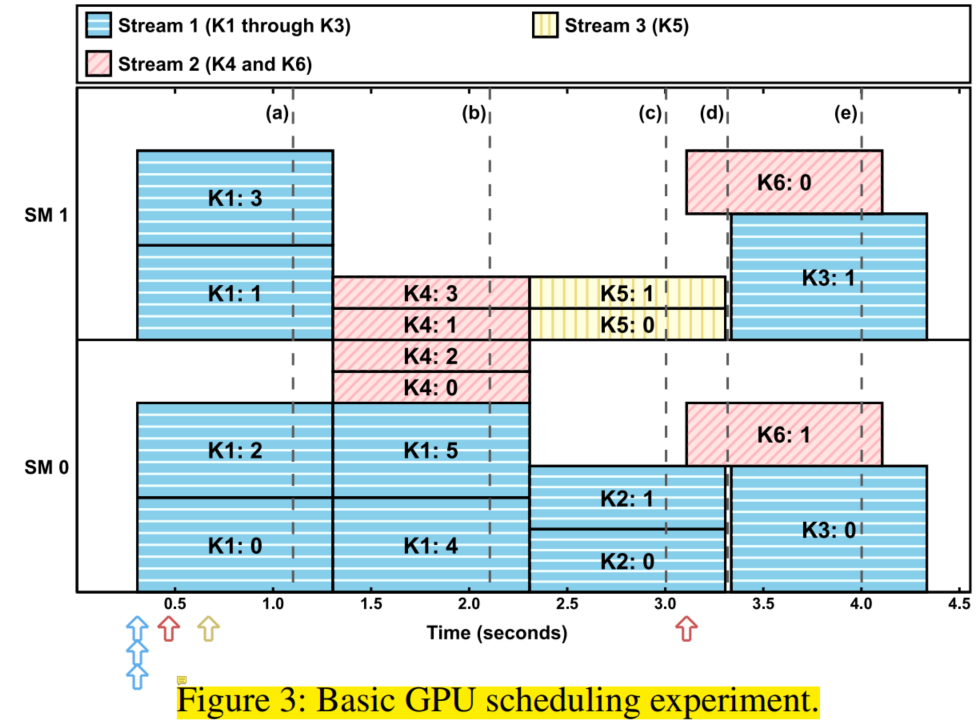 Stream 1 (K1 through K3)
Stream 3 (K5)
Stream 2 (K4 and K6)
(a)
(b)
(c)
(d)
(e)
SM 1
K1: 3
K6: 0
K1: 1
K3: 1
K4: 3
K5: 1
K4: 1
K5: 0
K4: 2
K4: 0
SM 0
K1: 2
K1: 5
K6: 1
K2: 1
K3: 0
K1: 0
K1: 4
K2: 0
0.5 1.0 1.5 2.0 2.5 3.0 3.5 4.0 4.5
Time (seconds)
Figure 3: Basic GPU scheduling experiment.